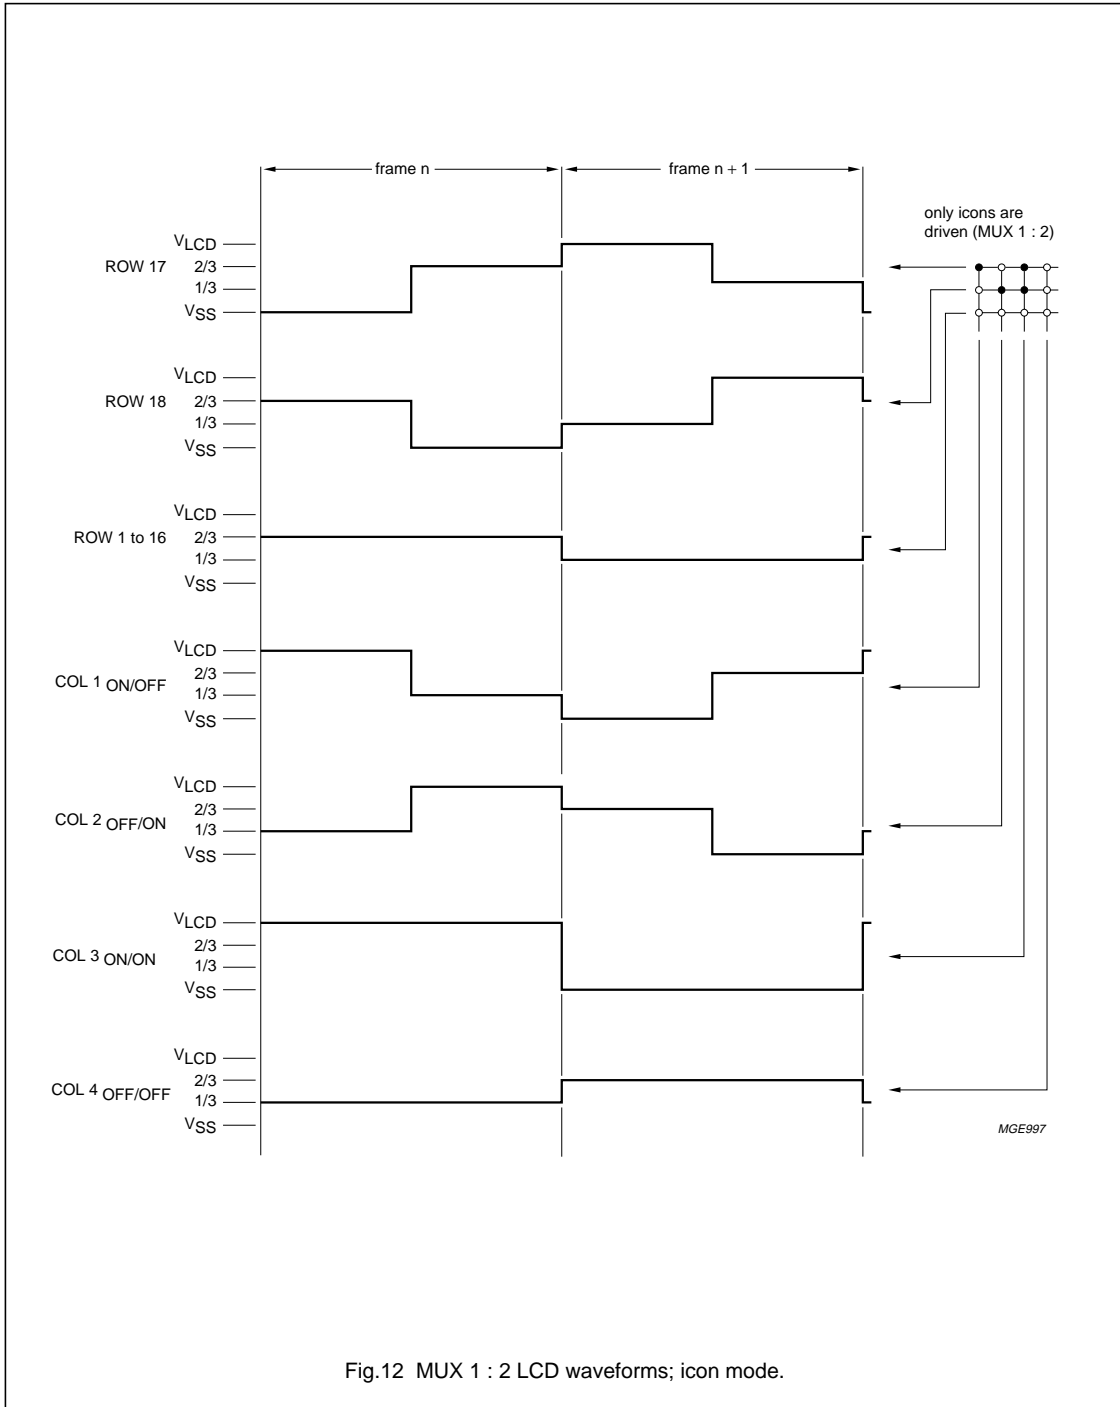 frame n
frame n + 1
only icons are
driven (MUX 1 : 2)
ROW 17
VLCD
2/3
1/3
VSS
ROW 18
VLCD
2/3
1/3
VSS
ROW 1 to 16
VLCD
2/3
1/3
VSS
COL 1 ON/OFF
VLCD
2/3
1/3
VSS
COL 2 OFF/ON
VLCD
2/3
1/3
VSS
COL 3 ON/ON
VLCD
2/3
1/3
VSS
COL 4 OFF/OFF
VLCD
2/3
1/3
VSS
MGE997
Fig.12 MUX 1 : 2 LCD waveforms; icon mode.